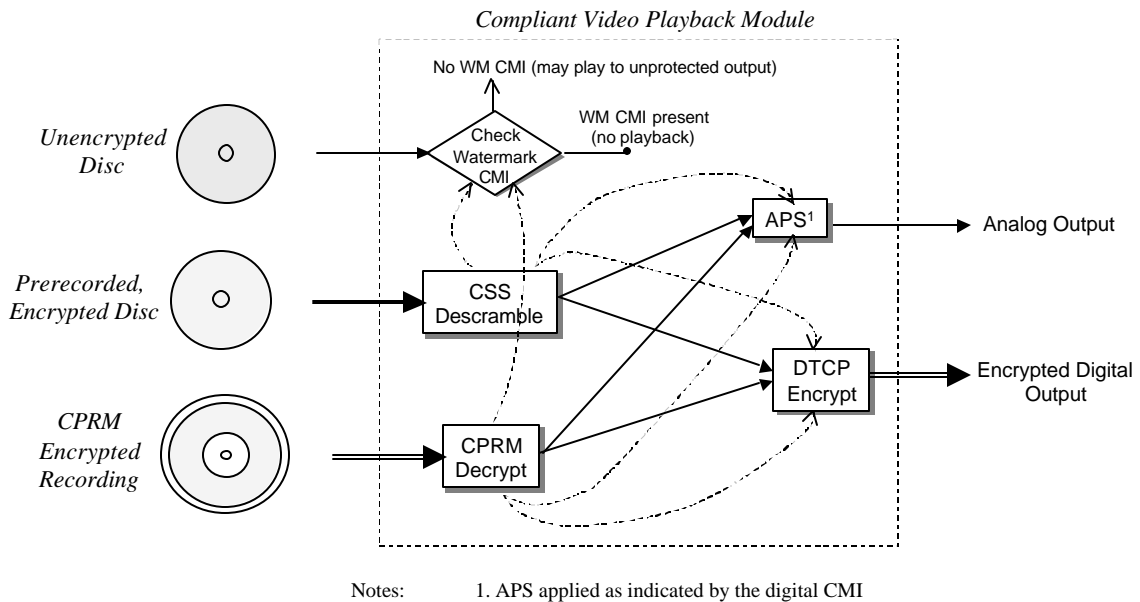 Compliant Video Playback Module
No WM CMI (may play to unprotected output)
WM CMI present
(no playback)
Unencrypted
Disc
Check
Watermark
CMI
APS1
Analog Output
Prerecorded,
Encrypted Disc
CSS
Descramble
DTCP
Encrypt
Encrypted Digital
Output
CPRM
Encrypted
Recording
CPRM
Decrypt
Notes: 1. APS applied as indicated by the digital CMI